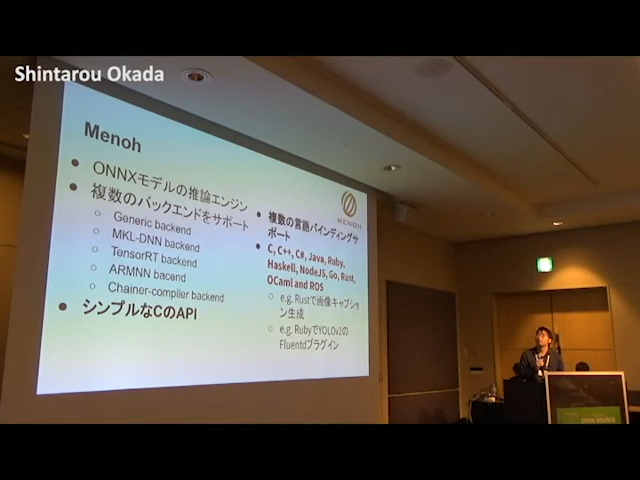 Shintarou Okada
Menoh
ONNXモデルの推論エンジン
複数のバックエンドをサポート
Generic backend
MKL-DNN backend
TensorRT backend
ARMNN bacend
Chainer-compiler backend
シンプルなCのAPI
MENOH
複数の言語バインディングサ
ポート
C, C++, C#, Java, Ruby,
Haskell, NodeJS, Go, Rust,
OCaml and ROS
e.g. Rustで画像キャプショ
ン生成
e.g. RubyでYOLOv2の
Fluentdプラグイン
OPEN SOURCE